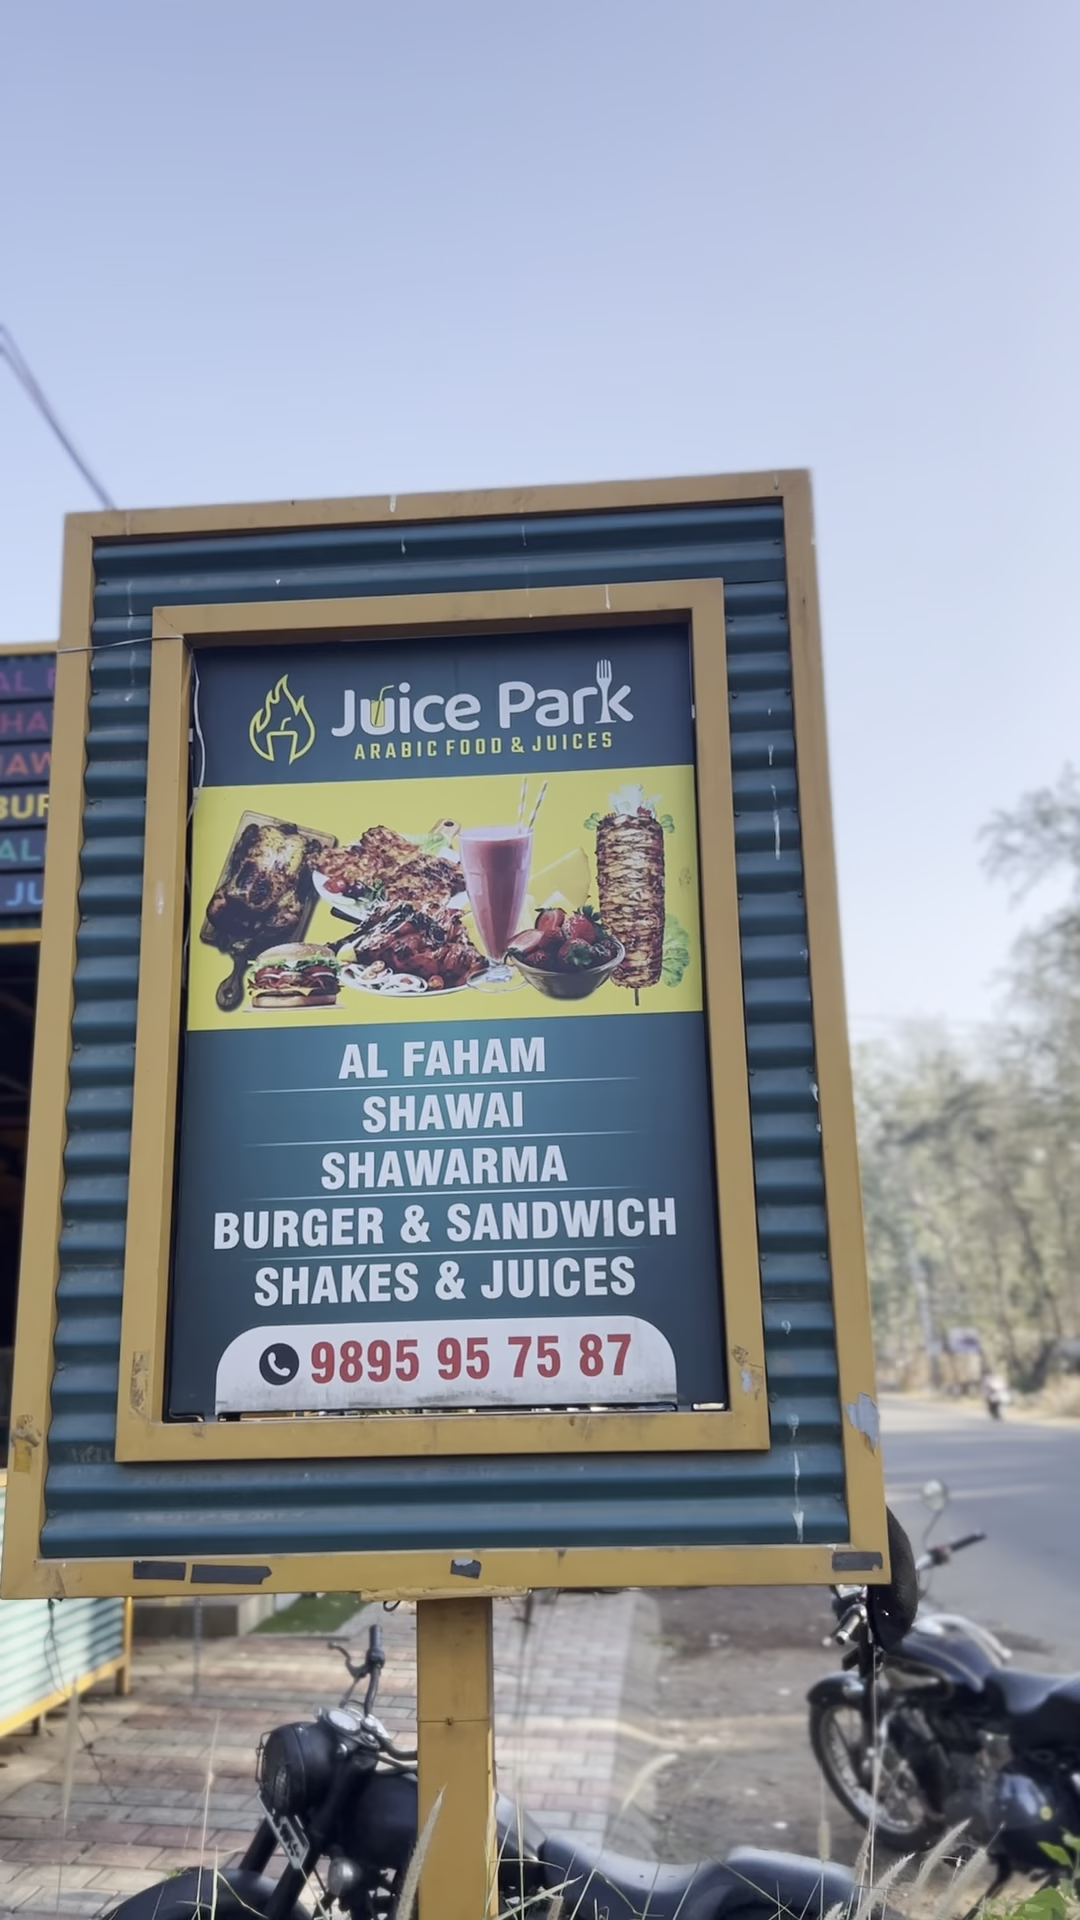 Juice Park
ARABIC FOOD & JUICES
AL FAHAM
SHAWAI
SHAWARMA
BURGER & SANDWICH
SHAKES & JUICES
9895 95 75 87